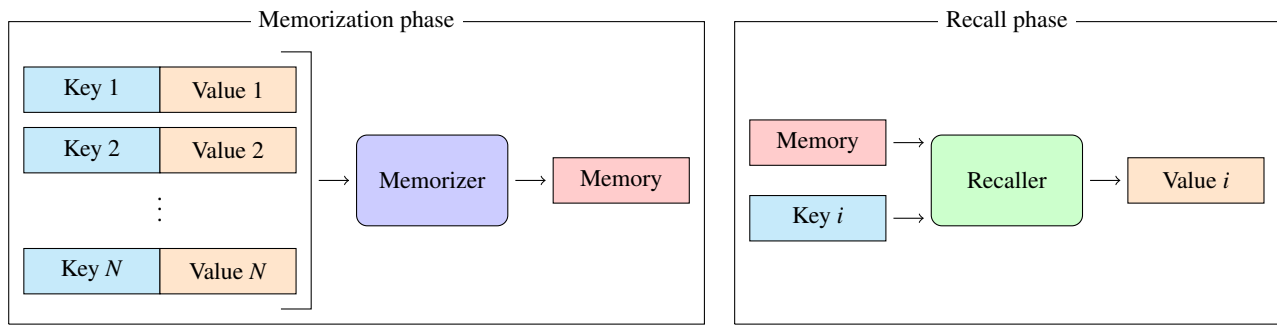 Memorization phase
Key 1 Value 1
Key 2 Value 2
⋮
Key N Value N
Memorizer
Memory
Recall phase
Memory
Key i
Recaller
Value i